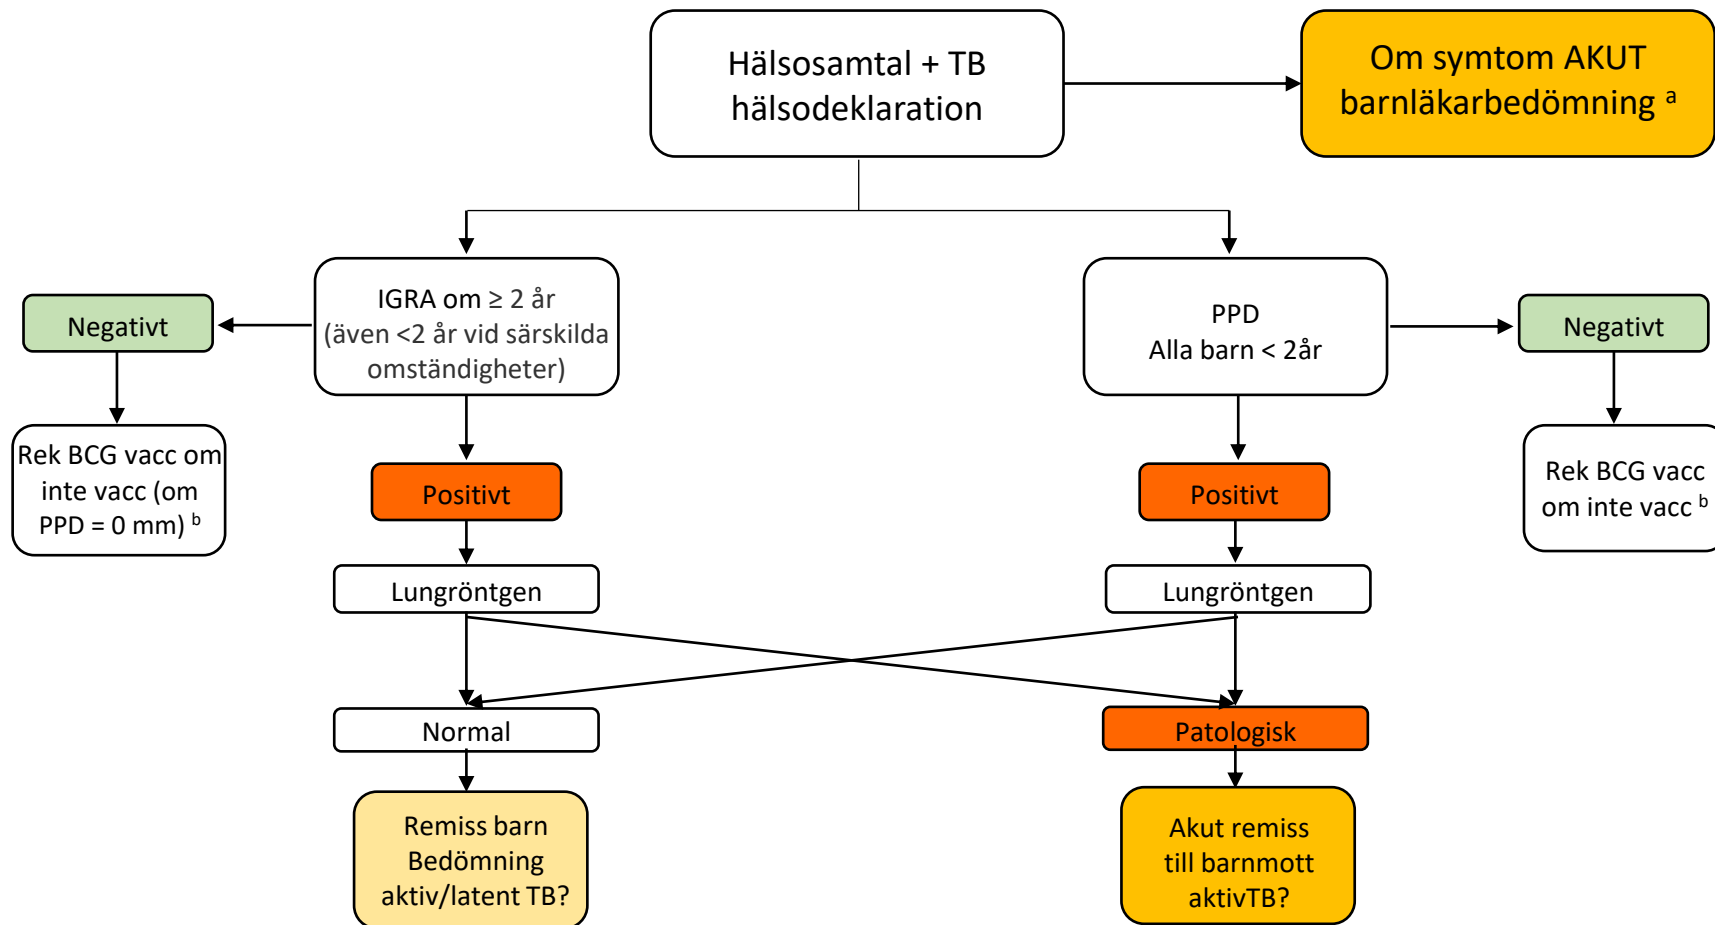 Hälsosamtal + TB
hälsodeklaration
Om symtom AKUT
barnläkarbedömning a
IGRA om ≥ 2 år
(även <2 år vid särskilda
omständigheter)
PPD
Alla barn < 2år
Negativt
Negativt
Rek BCG vacc om
inte vacc (om
PPD = 0 mm) b
Positivt
Positivt
Rek BCG vacc
om inte vacc b
Lungröntgen
Lungröntgen
Normal
Patologisk
Remiss barn
Bedömning
aktiv/latent TB?
Akut remiss
till barnmott
aktivTB?